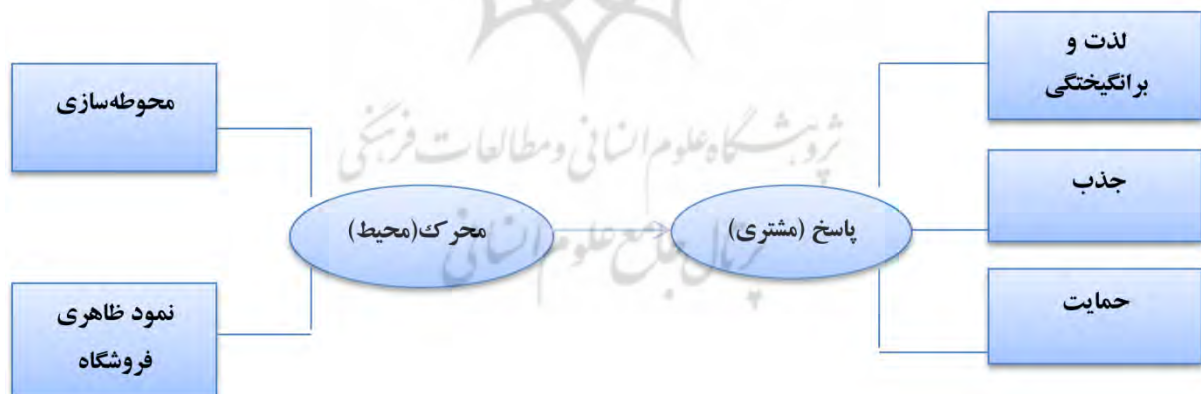 لذت و
برانگیختگی
محوطه‌سازی
پژوهشگاه علوم انسانی و مطالعات فرهنگی
جذب
محرک(محیط)
پاسخ (مشتری)
پرتال جامع علوم انسانی
حمایت
نمود ظاهری
فروشگاه